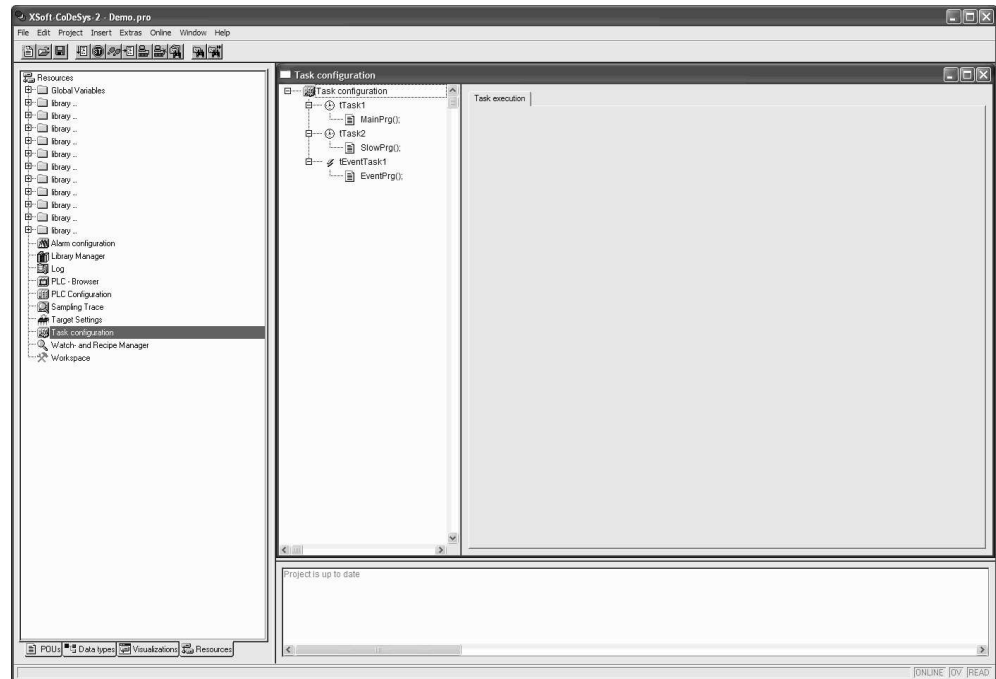 XSoft-CoDeSys-2 - Demo.pro
File Edit Project Insert Extras Online Window Help
Resources
Global Variables
library ..
library ..
library ..
library ..
library ..
library ..
library ..
library ..
library ..
library ..
library ..
Alarm configuration
Library Manager
Log
PLC - Browser
PLC Configuration
Sampling Trace
Target Settings
Task configuration
Watch- and Recipe Manager
Workspace
POUs Data types Visualizations Resources
Task configuration
Task configuration
tTask1
MainPrg();
tTask2
SlowPrg();
tEventTask1
EventPrg();
Task execution
Project is up to date
ONLINE OV READ